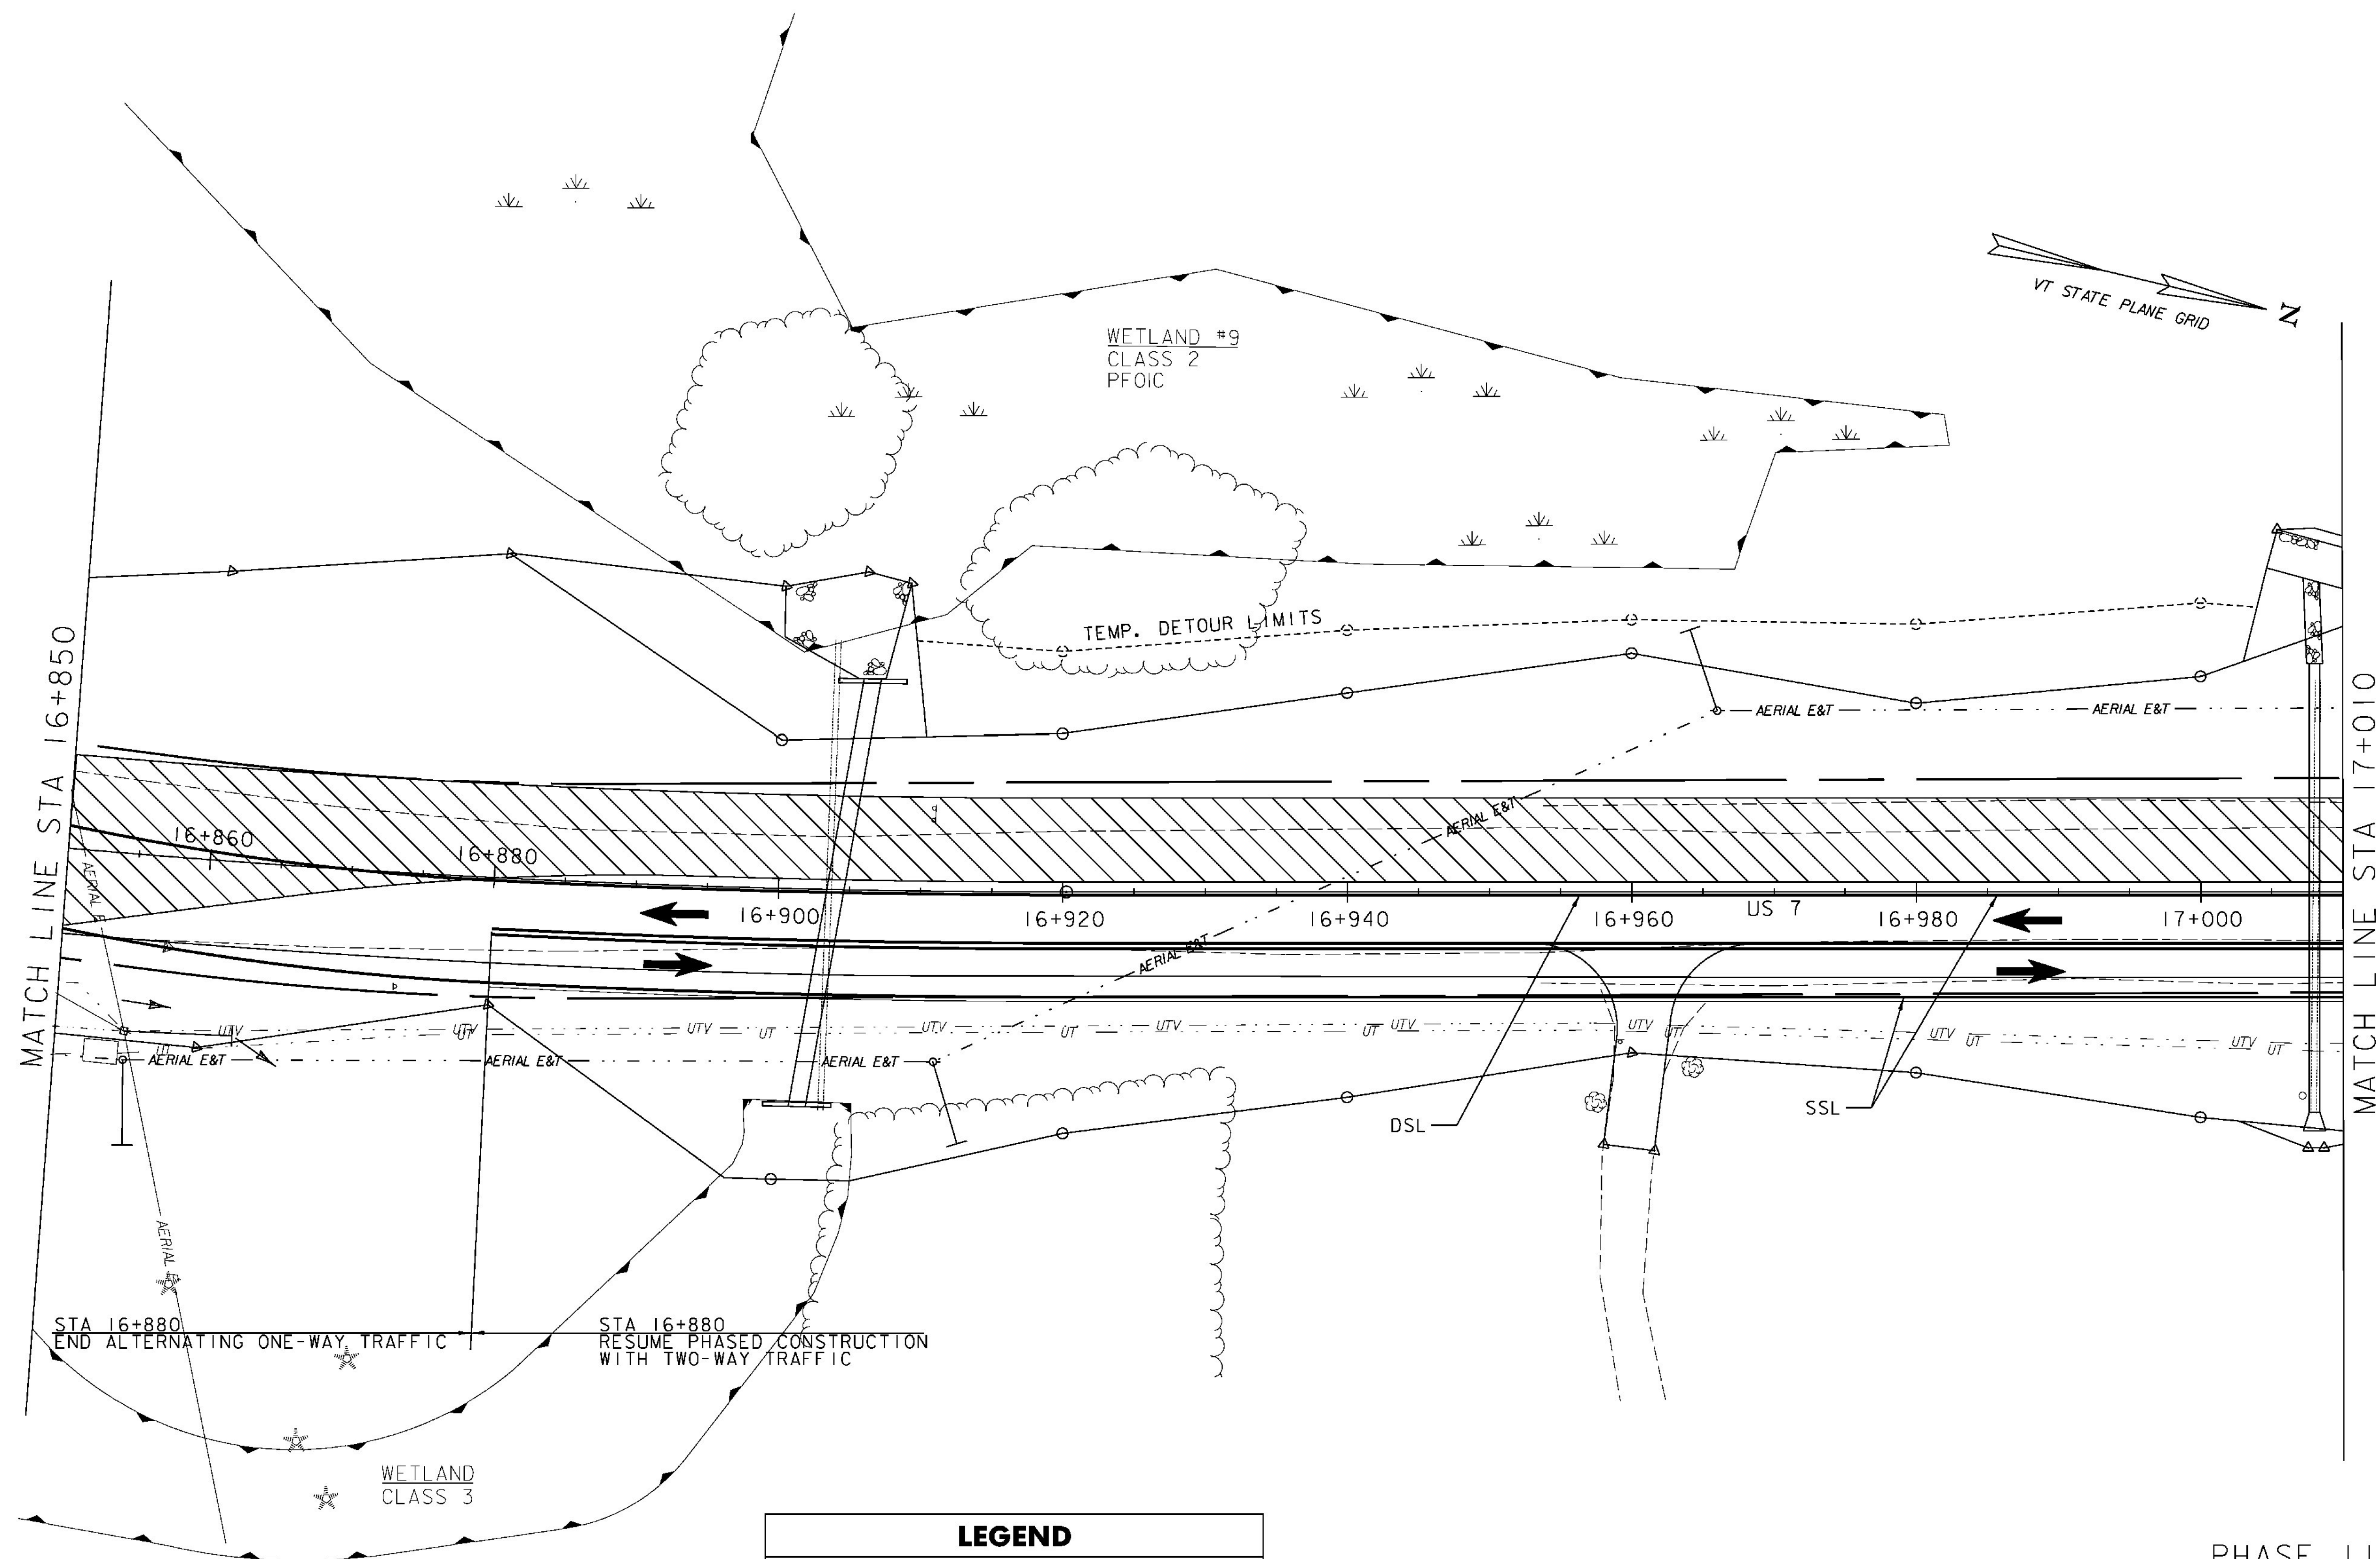 WETLAND #9
CLASS 2
PFOIC
VT STATE PLANE GRID
Z
TEMP. DETOUR LIMITS
MATCH LINE STA 16+850
MATCH LINE STA 17+010
AERIAL E&T
AERIAL E&T
AERIAL E&T
AERIAL E&T
16+860
16+880
16+900
16+920
16+940
16+960
US 7
16+980
17+000
AERIAL E&T
UTV
UTV
UTV
UTV
UTV
UTV
UTV
UTV
UTV
UT
UT
UT
UT
UT
UT
UT
UT
AERIAL E&T
AERIAL E&T
AERIAL E&T
DSL
SSL
AERIAL E
STA 16+880
END ALTERNATING ONE-WAY TRAFFIC
STA 16+880
RESUME PHASED CONSTRUCTION
WITH TWO-WAY TRAFFIC
WETLAND
CLASS 3
LEGEND